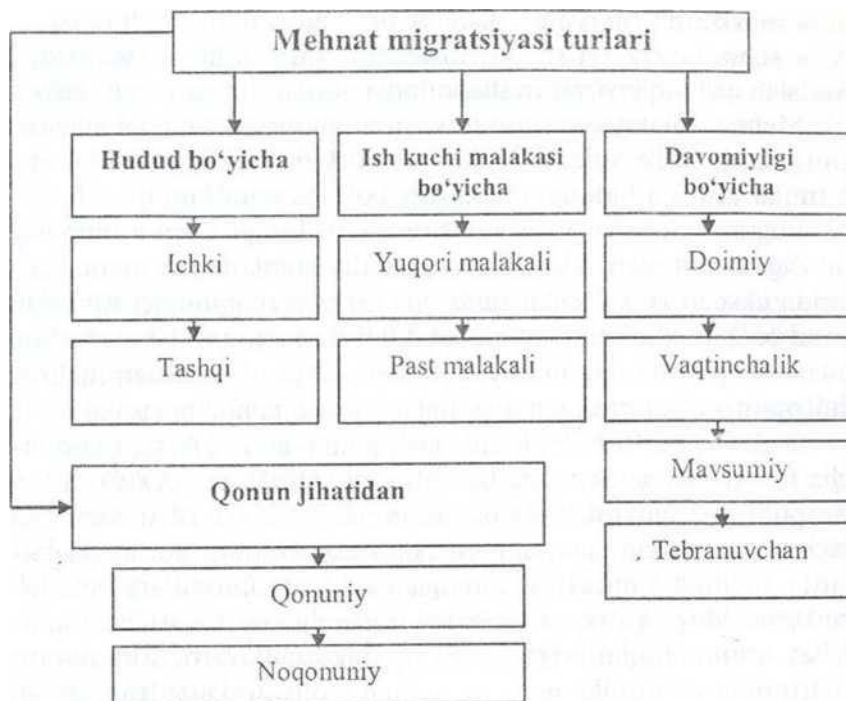 Mehnat migratsiyasi turlari
Hudud bo‘yicha
Ichki
Tashqi
Ish kuchi malakasi
bo‘yicha
Yuqori malakali
Past malakali
Davomiyligi
bo‘yicha
Doimiy
Vaqtinchalik
Mavsumiy
Tebranuvchan
Qonun jihatidan
Qonuniy
Noqonuniy